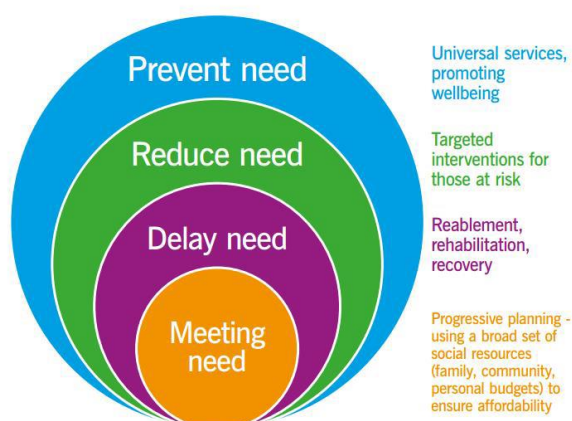 Prevent need
Universal services,
promoting
wellbeing
Reduce need
Targeted
interventions for
those at risk
Delay need
Reablement,
rehabilitation,
recovery
Meeting
need
Progressive planning -
using a broad set of
social resources
(family, community,
personal budgets) to
ensure affordability